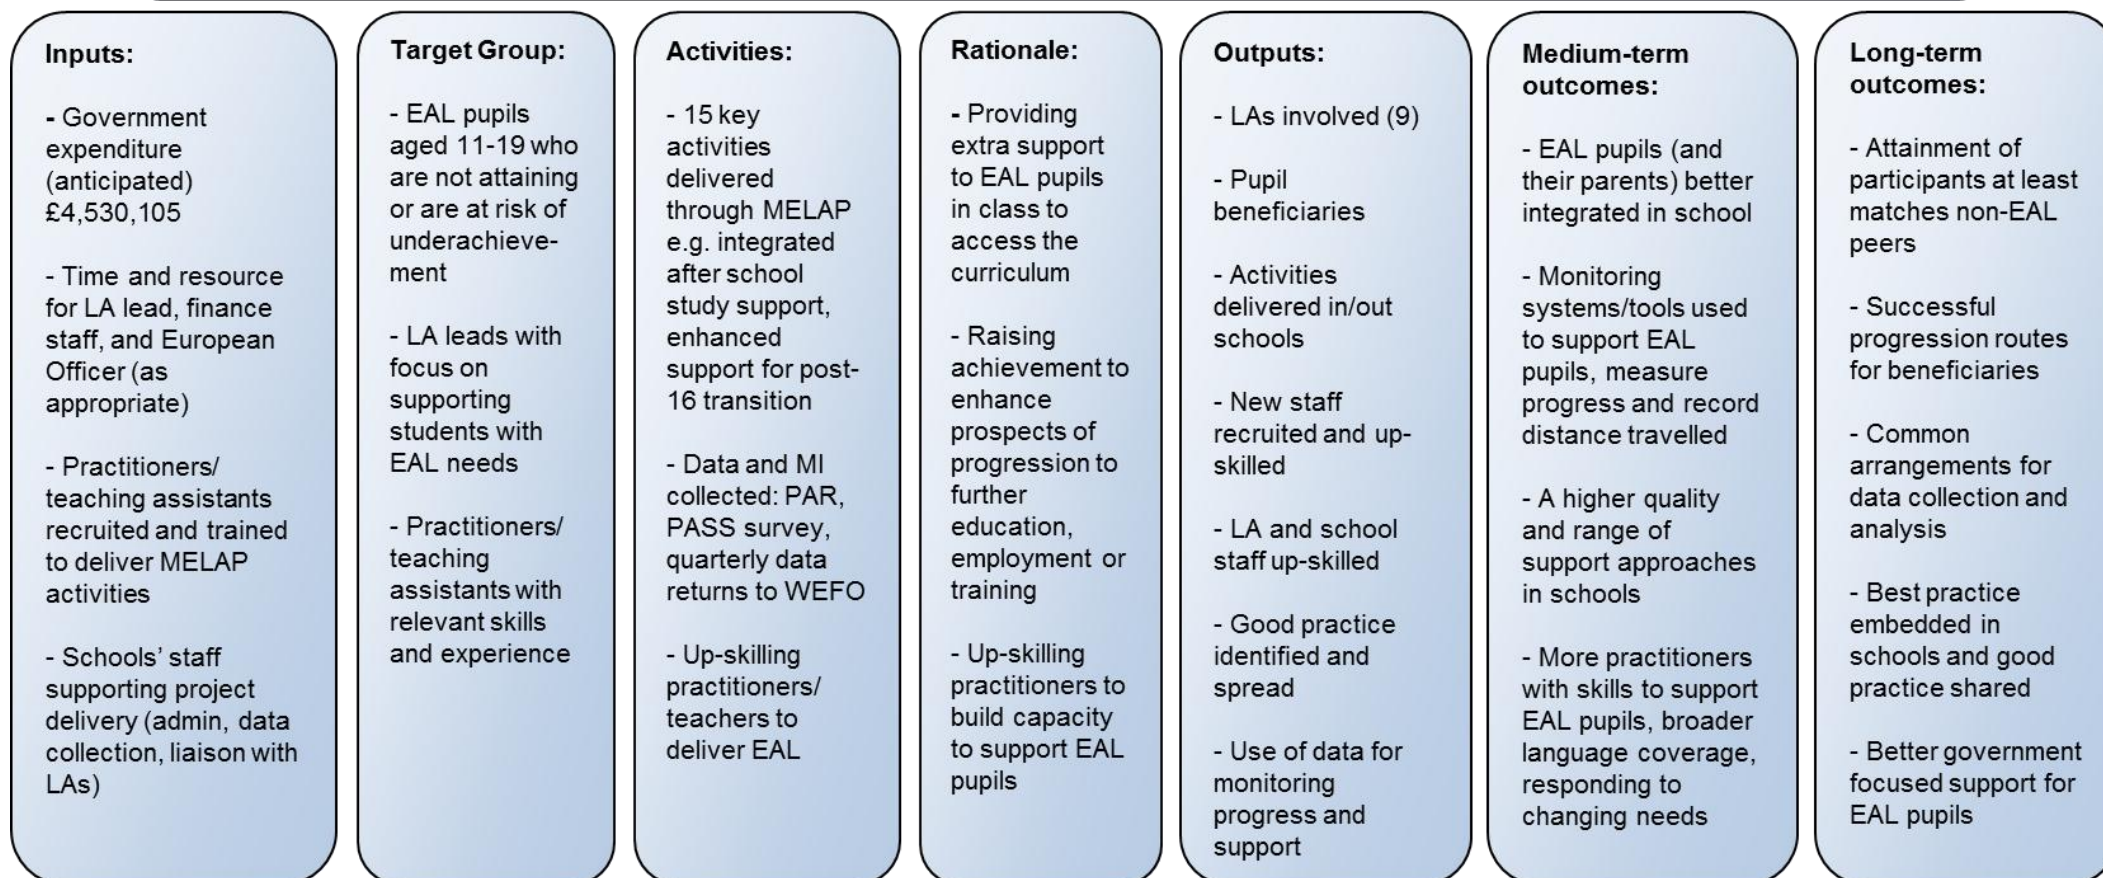 Inputs:
- Government
expenditure
(anticipated)
£4,530,105
- Time and resource
for LA lead, finance
staff, and European
Officer (as
appropriate)
- Practitioners/
teaching assistants
recruited and trained
to deliver MELAP
activities
- Schools’ staff
supporting project
delivery (admin, data
collection, liaison with
LAs)
Target Group:
- EAL pupils
aged 11-19 who
are not attaining
or are at risk of
underachieve-
ment
- LA leads with
focus on
supporting
students with
EAL needs
- Practitioners/
teaching
assistants with
relevant skills
and experience
Activities:
- 15 key
activities
delivered
through MELAP
e.g. integrated
after school
study support,
enhanced
support for post-
16 transition
- Data and MI
collected: PAR,
PASS survey,
quarterly data
returns to WEFO
- Up-skilling
practitioners/
teachers to
deliver EAL
Rationale:
- Providing
extra support
to EAL pupils
in class to
access the
curriculum
- Raising
achievement to
enhance
prospects of
progression to
further
education,
employment or
training
- Up-skilling
practitioners to
build capacity
to support EAL
pupils
Outputs:
- LAs involved (9)
- Pupil
beneficiaries
- Activities
delivered in/out
schools
- New staff
recruited and up-
skilled
- LA and school
staff up-skilled
- Good practice
identified and
spread
- Use of data for
monitoring
progress and
support
Medium-term
outcomes:
- EAL pupils (and
their parents) better
integrated in school
- Monitoring
systems/tools used
to support EAL
pupils, measure
progress and record
distance travelled
- A higher quality
and range of
support approaches
in schools
- More practitioners
with skills to support
EAL pupils, broader
language coverage,
responding to
changing needs
Long-term
outcomes:
- Attainment of
participants at least
matches non-EAL
peers
- Successful
progression routes
for beneficiaries
- Common
arrangements for
data collection and
analysis
- Best practice
embedded in
schools and good
practice shared
- Better government
focused support for
EAL pupils